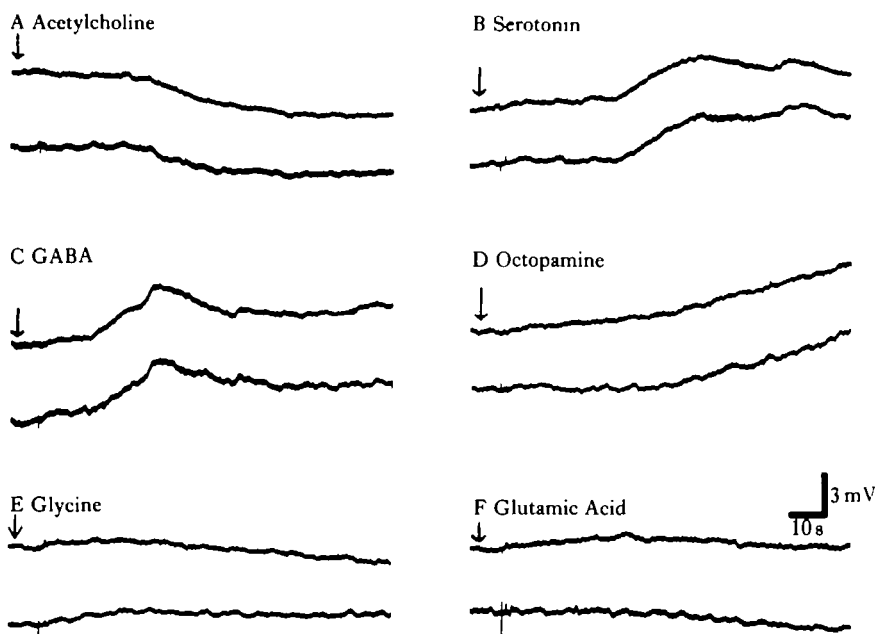 A Acetylcholine
B Serotonin
C GABA
D Octopamine
E Glycine
F Glutamic Acid
3 mV
10 s